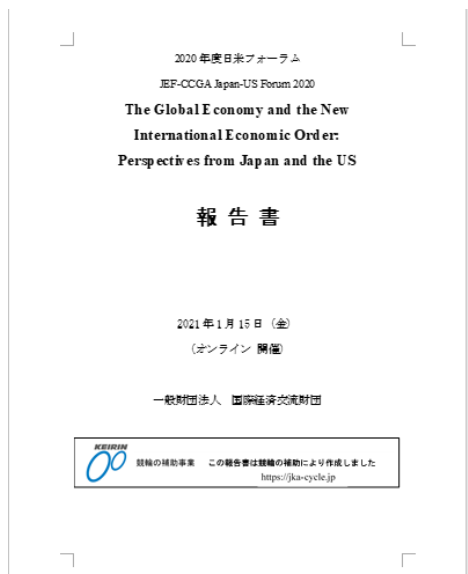 2020年度日米フォーラム
JEF-CCGA Japan-US Forum 2020
The Global Economy and the New
International Economic Order:
Perspectives from Japan and the US
報告書
2021年1月15日（金）
（オンライン開催）
一般財団法人　国際経済交流財団
KEIRIN
競輪の補助事業　この報告書は競輪の補助により作成しました
https://jka-cycle.jp